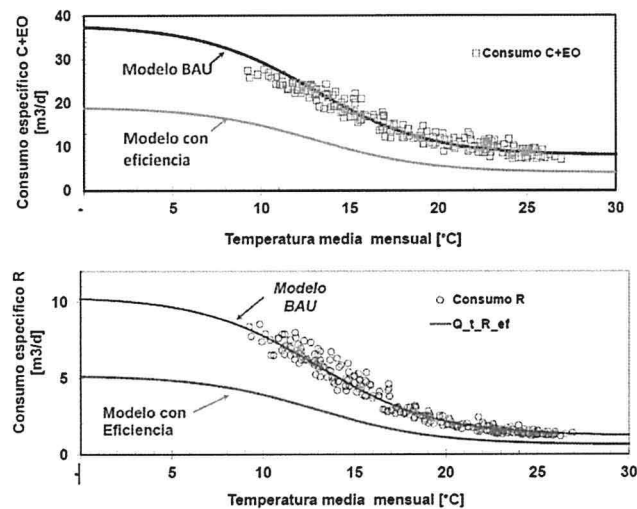 Consumo específico C+EO
[m3/d]
40
30
20
10
0
Modelo BAU
Modelo con
eficiencia
Consumo C+EO
-
5
10
15
20
25
30
Temperatura media mensual [°C]
Consumo específico R
[m3/d]
10
5
0
Modelo
BAU
Modelo con
Eficiencia
Consumo R
Q_t_R_ef
-
5
10
15
20
25
30
Temperatura media mensual [°C]